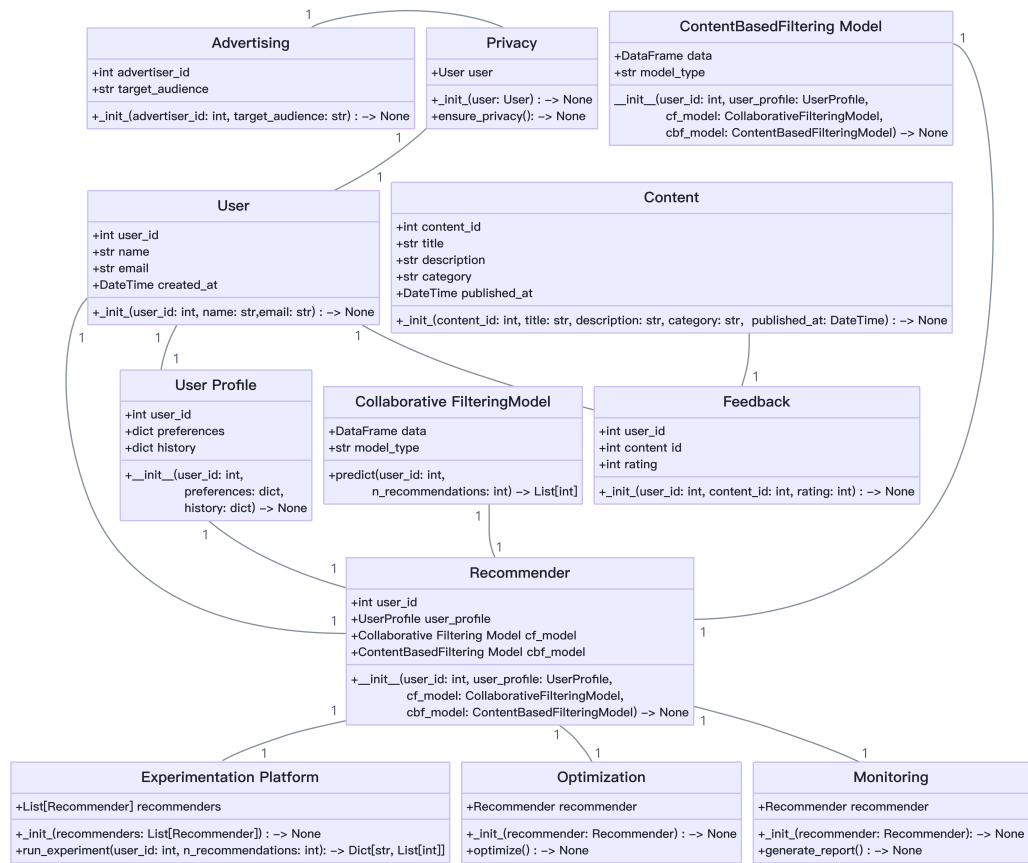 1
Advertising
+int advertiser_id
+str target_audience
+_init_(advertiser_id: int, target_audience: str) : -> None
Privacy
+User user
+_init_(user: User) : -> None
+ensure_privacy(): -> None
ContentBasedFiltering Model
+DataFrame data
+str model_type
__init__(user_id: int, user_profile: UserProfile,
cf_model: CollaborativeFilteringModel,
cbf_model: ContentBasedFilteringModel) -> None
1
1
1
User
+int user_id
+str name
+str email
+DateTime created_at
+_init_(user_id: int, name: str,email: str) : -> None
Content
+int content_id
+str title
+str description
+str category
+DateTime published_at
+_init_(content_id: int, title: str, description: str, category: str, published_at: DateTime) : -> None
1
1
1
1
1
User Profile
+int user_id
+dict preferences
+dict history
+__init__(user_id: int,
preferences: dict,
history: dict) -> None
Collaborative FilteringModel
+DataFrame data
+str model_type
+predict(user_id: int,
n_recommendations: int) -> List[int]
Feedback
+int user_id
+int content id
+int rating
+_init_(user_id: int, content_id: int, rating: int) : -> None
1
1
1
1
1
1
Recommender
+int user_id
+UserProfile user_profile
+Collaborative Filtering Model cf_model
+ContentBasedFiltering Model cbf_model
+__init__(user_id: int, user_profile: UserProfile,
cf_model: CollaborativeFilteringModel,
cbf_model: ContentBasedFilteringModel) -> None
1
1
1
1
1
1
Experimentation Platform
+List[Recommender] recommenders
+_init_(recommenders: List[Recommender]) : -> None
+run_experiment(user_id: int, n_recommendations: int): -> Dict[str, List[int]]
Optimization
+Recommender recommender
+_init_(recommender: Recommender) : -> None
+optimize() : -> None
Monitoring
+Recommender recommender
+_init_(recommender: Recommender): -> None
+generate_report() : -> None